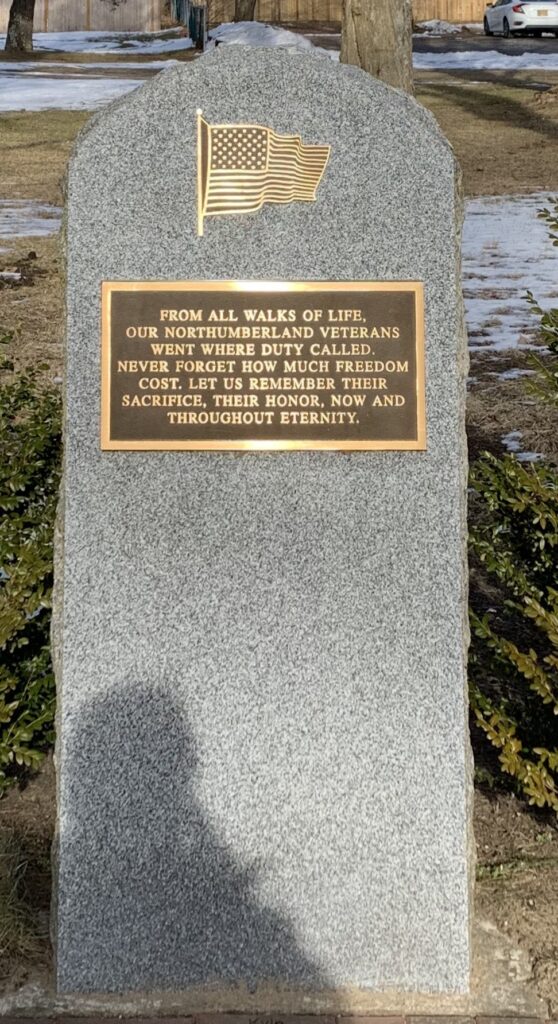 FROM ALL WALKS OF LIFE,
OUR NORTHUMBERLAND VETERANS
WENT WHERE DUTY CALLED.
NEVER FORGET HOW MUCH FREEDOM
COST. LET US REMEMBER THEIR
SACRIFICE, THEIR HONOR, NOW AND
THROUGHOUT ETERNITY.